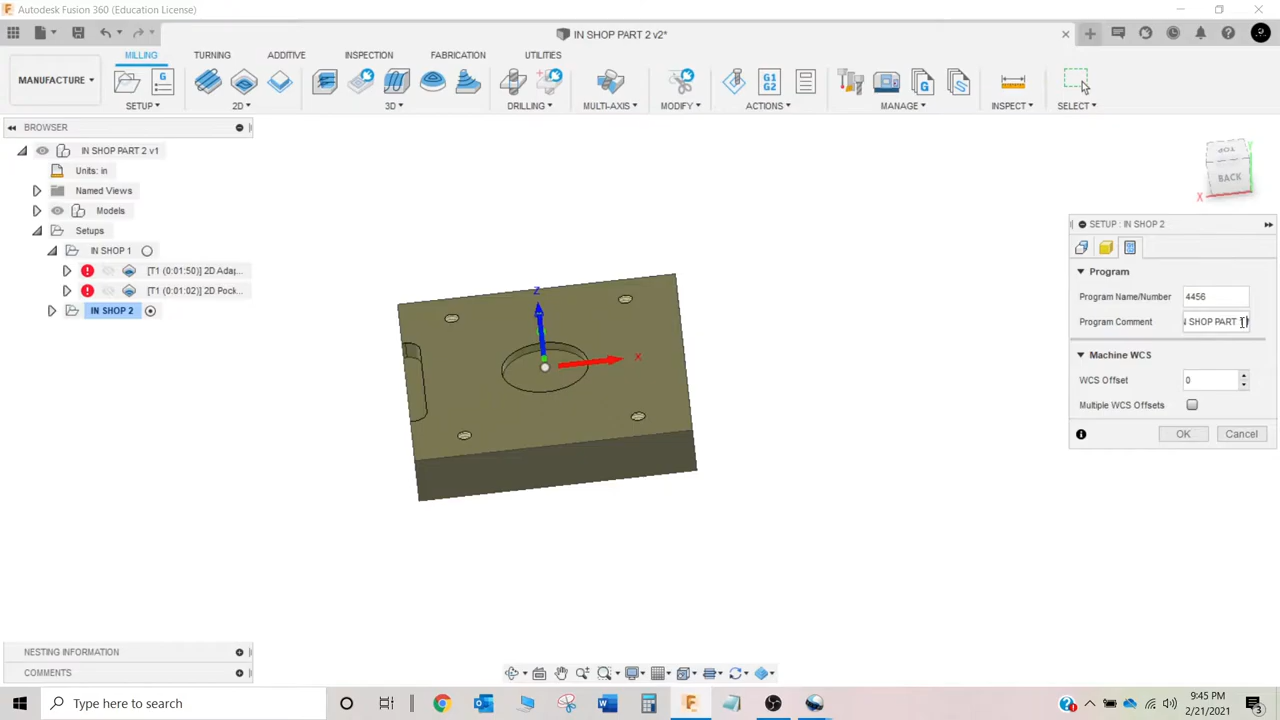 Autodesk Fusion 360 (Education License)
IN SHOP PART 2 v2*
MANUFACTURE
MILLING TURNING ADDITIVE INSPECTION FABRICATION UTILITIES
G G1 G2 G
SETUP 2D 3D DRILLING MULTI-AXIS MODIFY ACTIONS MANAGE INSPECT SELECT
BROWSER
IN SHOP PART 2 v1
Units: in
Named Views
Models
Setups
IN SHOP 1
[T1 (0:01:50)] 2D Adap...
[T1 (0:01:02)] 2D Pock...
IN SHOP 2
Z
X
TOP
BACK
X
Y
SETUP : IN SHOP 2
Program
Program Name/Number 4456
Program Comment SHOP PART
Machine WCS
WCS Offset 0
Multiple WCS Offsets
OK Cancel
NESTING INFORMATION
COMMENTS
Type here to search
9:45 PM
2/21/2021
3